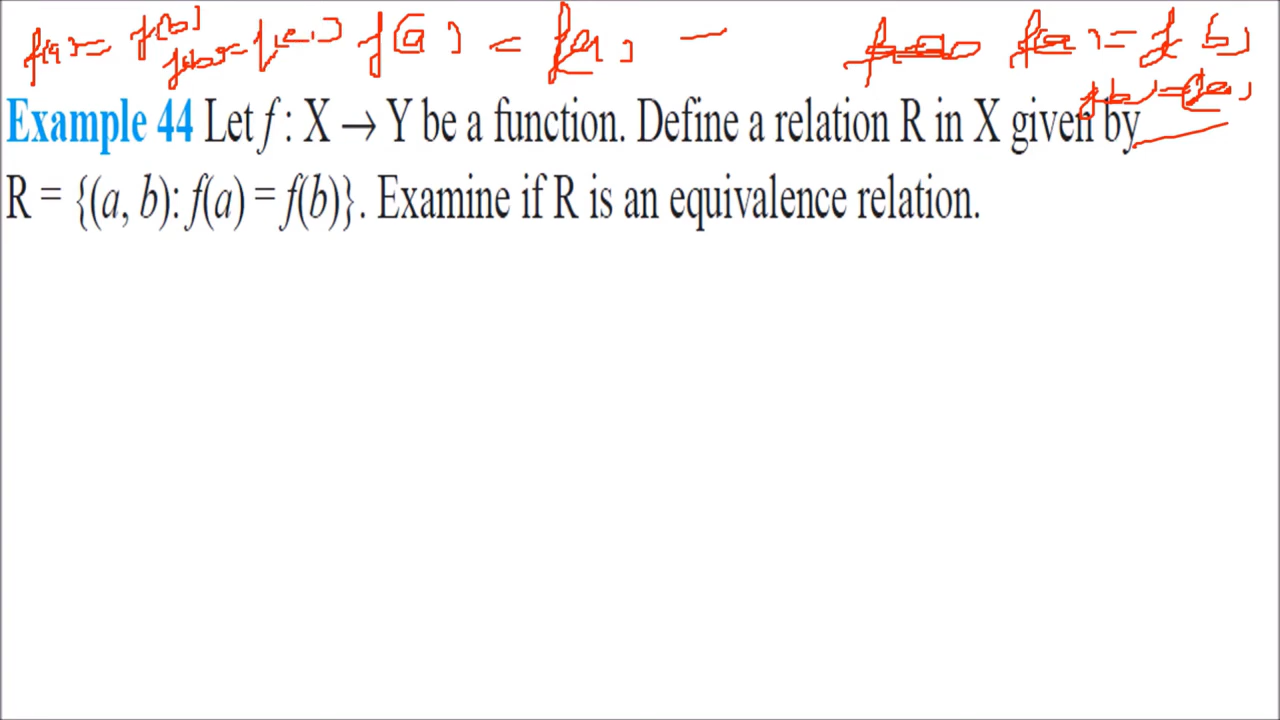 f(a) = f(b) f(b) = f(c) f(a) = f(a) f(a) = f(b)
f(b) = f(a)
Example 44 Let f : X → Y be a function. Define a relation R in X given by
R = {(a, b): f(a) = f(b)}. Examine if R is an equivalence relation.